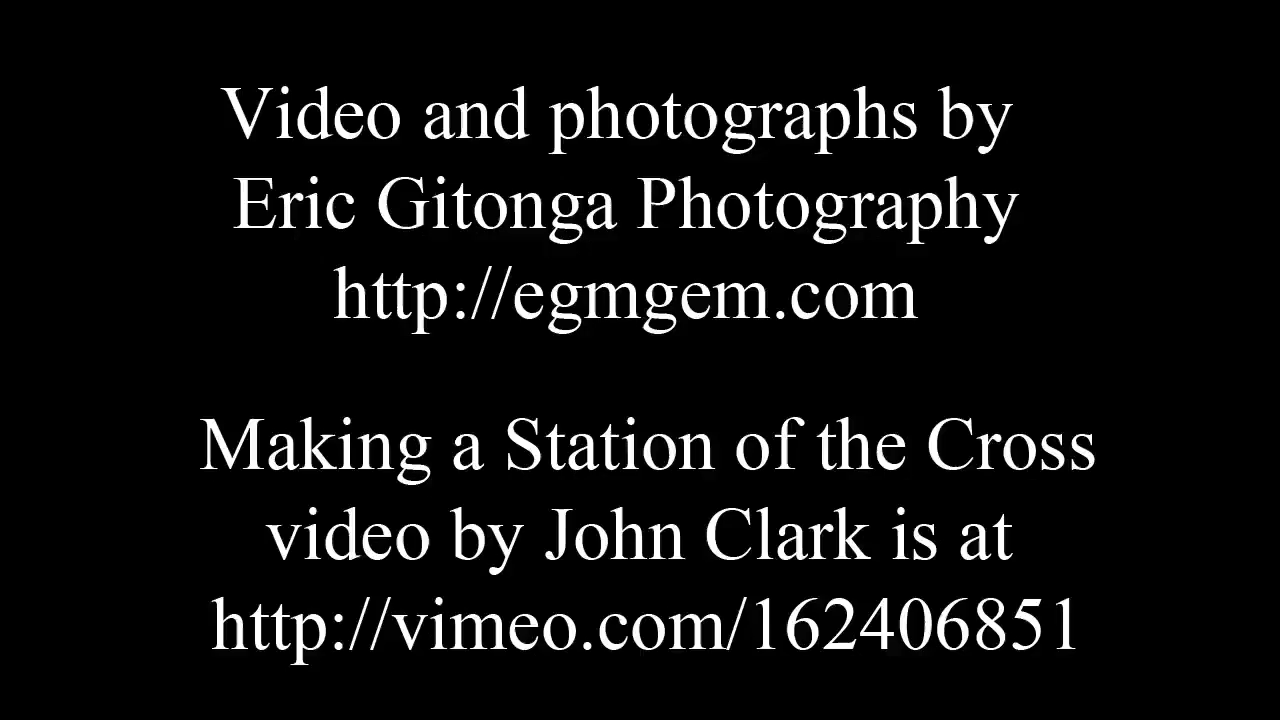 Video and photographs by
Eric Gitonga Photography
http://egmgem.com
Making a Station of the Cross
video by John Clark is at
http://vimeo.com/162406851